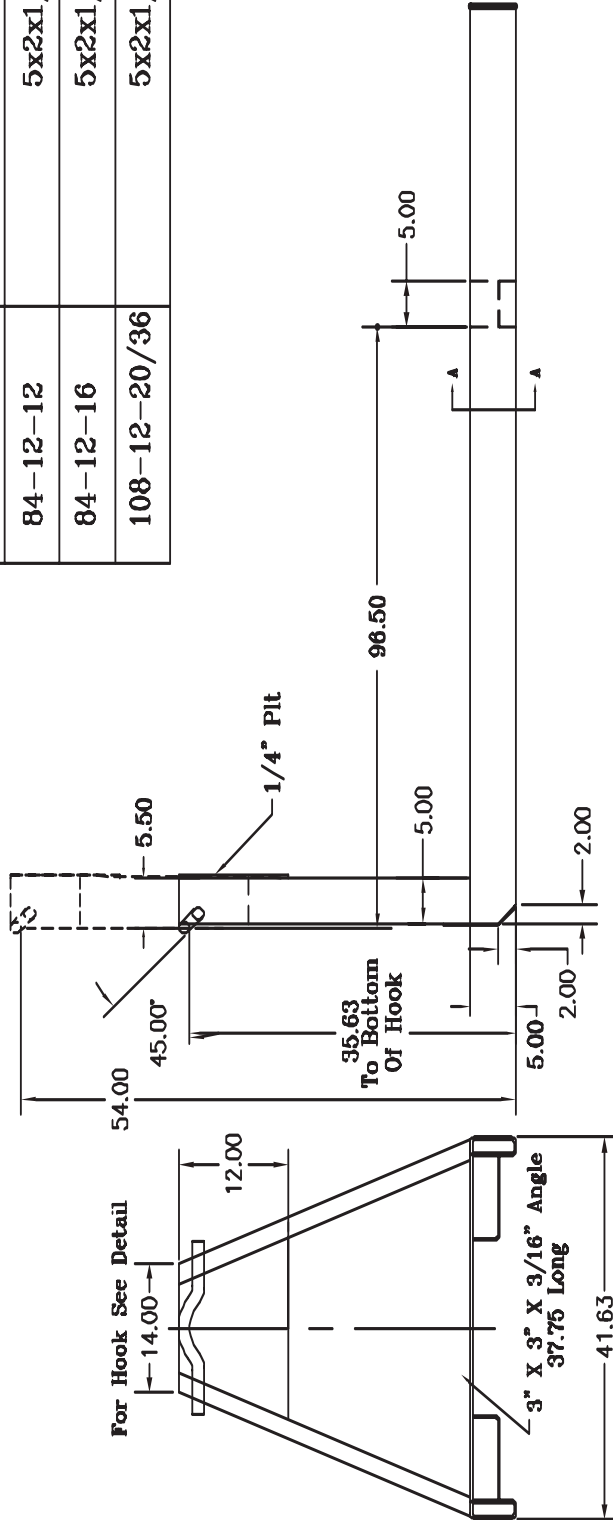 84-12-12 5x2x1/
84-12-16 5x2x1/
108-12-20/36 5x2x1/
For Hook See Detail
14.00
12.00
3" X 3" X 3/16" Angle
37.75 Long
41.63
54.00
45.00°
35.63
To Bottom
Of Hook
5.00
2.00
2.00
5.50
1/4" Plt
5.00
96.50
5.00
A
A